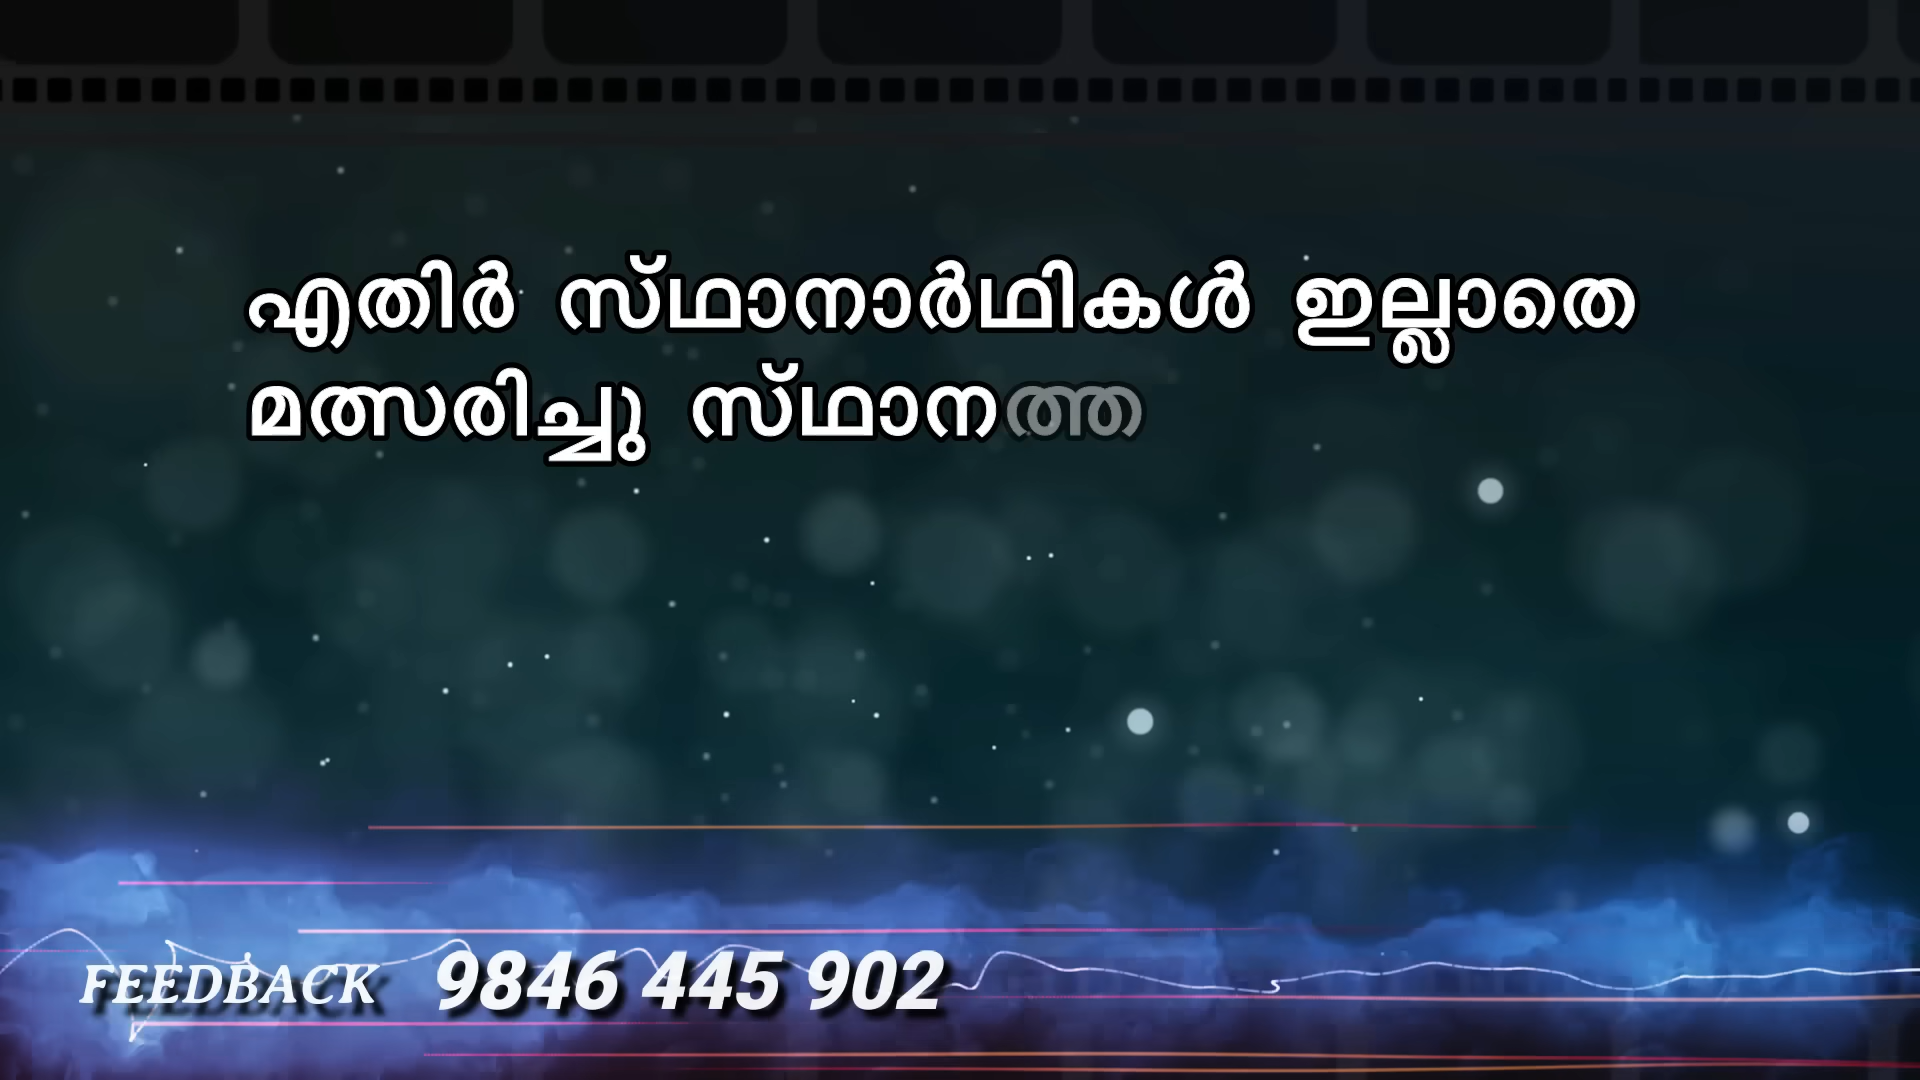 എതിർ സ്ഥാനാർഥികൾ ഇല്ലാതെ
മത്സരിച്ചു സ്ഥാനത്ത
FEEDBACK 9846 445 902